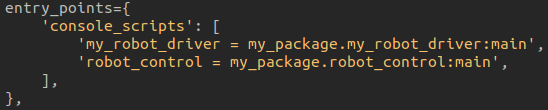 entry_points={
    'console_scripts': [
        'my_robot_driver = my_package.my_robot_driver:main',
        'robot_control = my_package.robot_control:main',
    ],
},